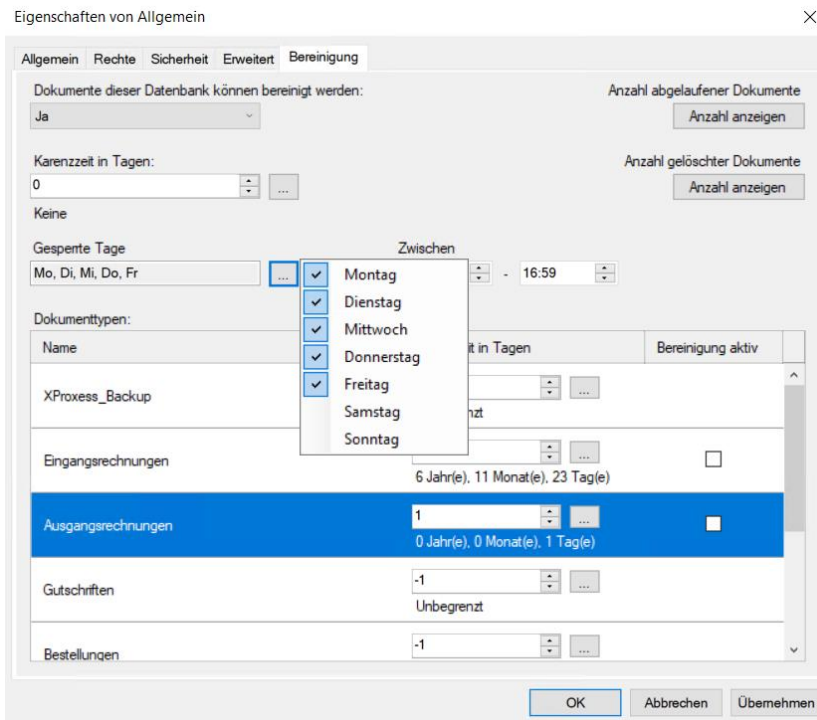 Eigenschaften von Allgemein
Allgemein Rechte Sicherheit Erweitert Bereinigung
Dokumente dieser Datenbank können bereinigt werden:
Anzahl abgelaufener Dokumente
Ja
Anzahl anzeigen
Karenzzeit in Tagen:
Anzahl gelöschter Dokumente
0
...
Anzahl anzeigen
Keine
Gesperrte Tage
Zwischen
Mo, Di, Mi, Do, Fr
...
- 16:59
Montag
Dienstag
Mittwoch
Donnerstag
Freitag
Samstag
Sonntag
Dokumenttypen:
Name
in Tagen
Bereinigung aktiv
XProxess_Backup
...
Eingangsrechnungen
...
6 Jahr(e), 11 Monat(e), 23 Tag(e)
Ausgangsrechnungen
1
...
0 Jahr(e), 0 Monat(e), 1 Tag(e)
Gutschriften
-1
...
Unbegrenzt
Bestellungen
-1
...
OK Abbrechen Übernehmen